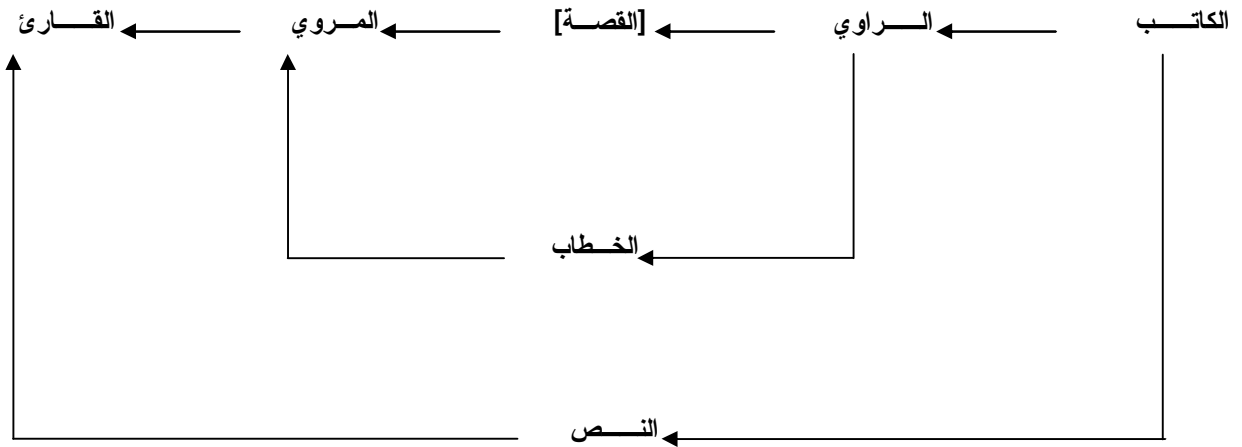 الكاتب الراوي [القصة] المروي القارئ
الخطاب
النص